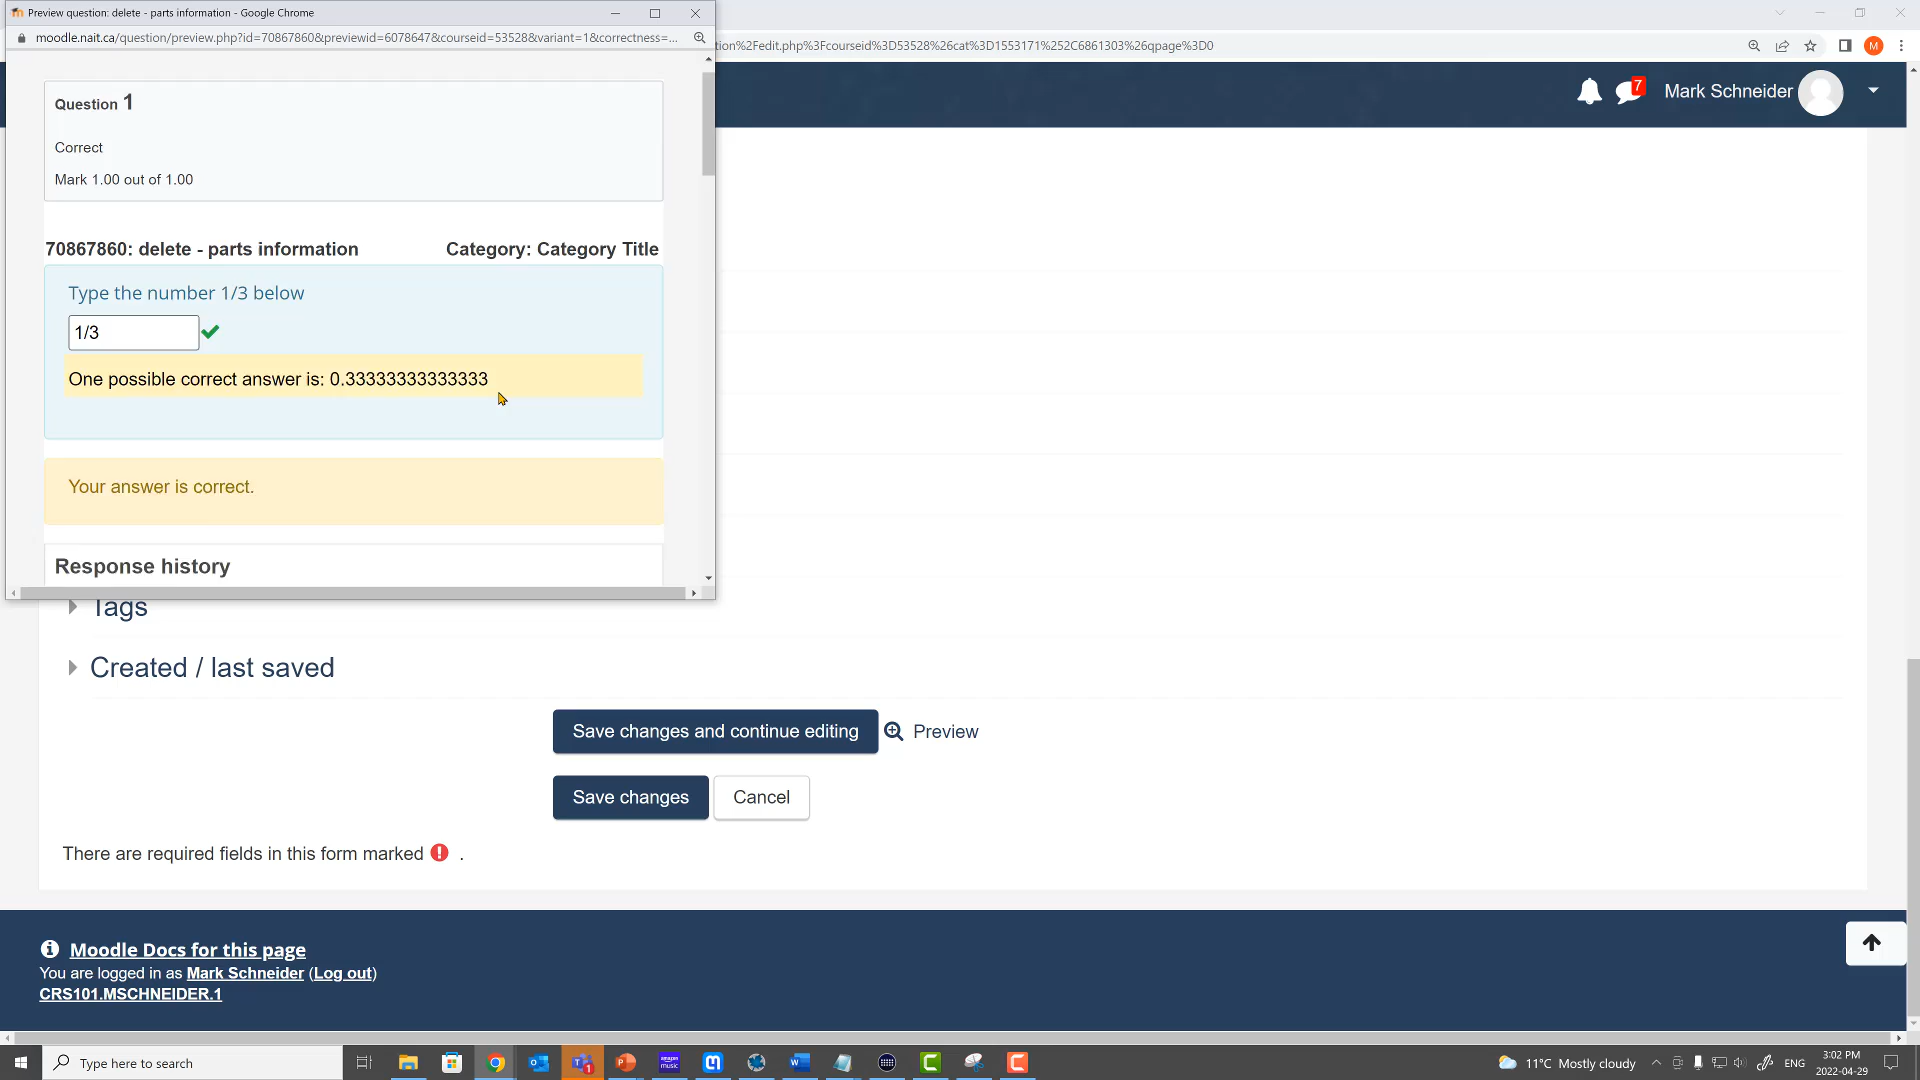 Preview question: delete - parts information - Google Chrome
moodle.nait.ca/question/preview.php?id=70867860&previewid=6078647&courseid=53528&variant=1&correctness=...
tion%2Fedit.php%3Fcourseid%3D53528%26cat%3D1553171%252C6861303%26qpage%3D0
M
7
Mark Schneider
Question 1
Correct
Mark 1.00 out of 1.00
70867860: delete - parts information
Category: Category Title
Type the number 1/3 below
1/3
One possible correct answer is: 0.33333333333333
Your answer is correct.
Response history
Tags
Created / last saved
Save changes and continue editing
Preview
Save changes
Cancel
There are required fields in this form marked .
Moodle Docs for this page
You are logged in as Mark Schneider (Log out)
CRS101.MSCHNEIDER.1
Type here to search
11°C Mostly cloudy
ENG
3:02 PM
2022-04-29